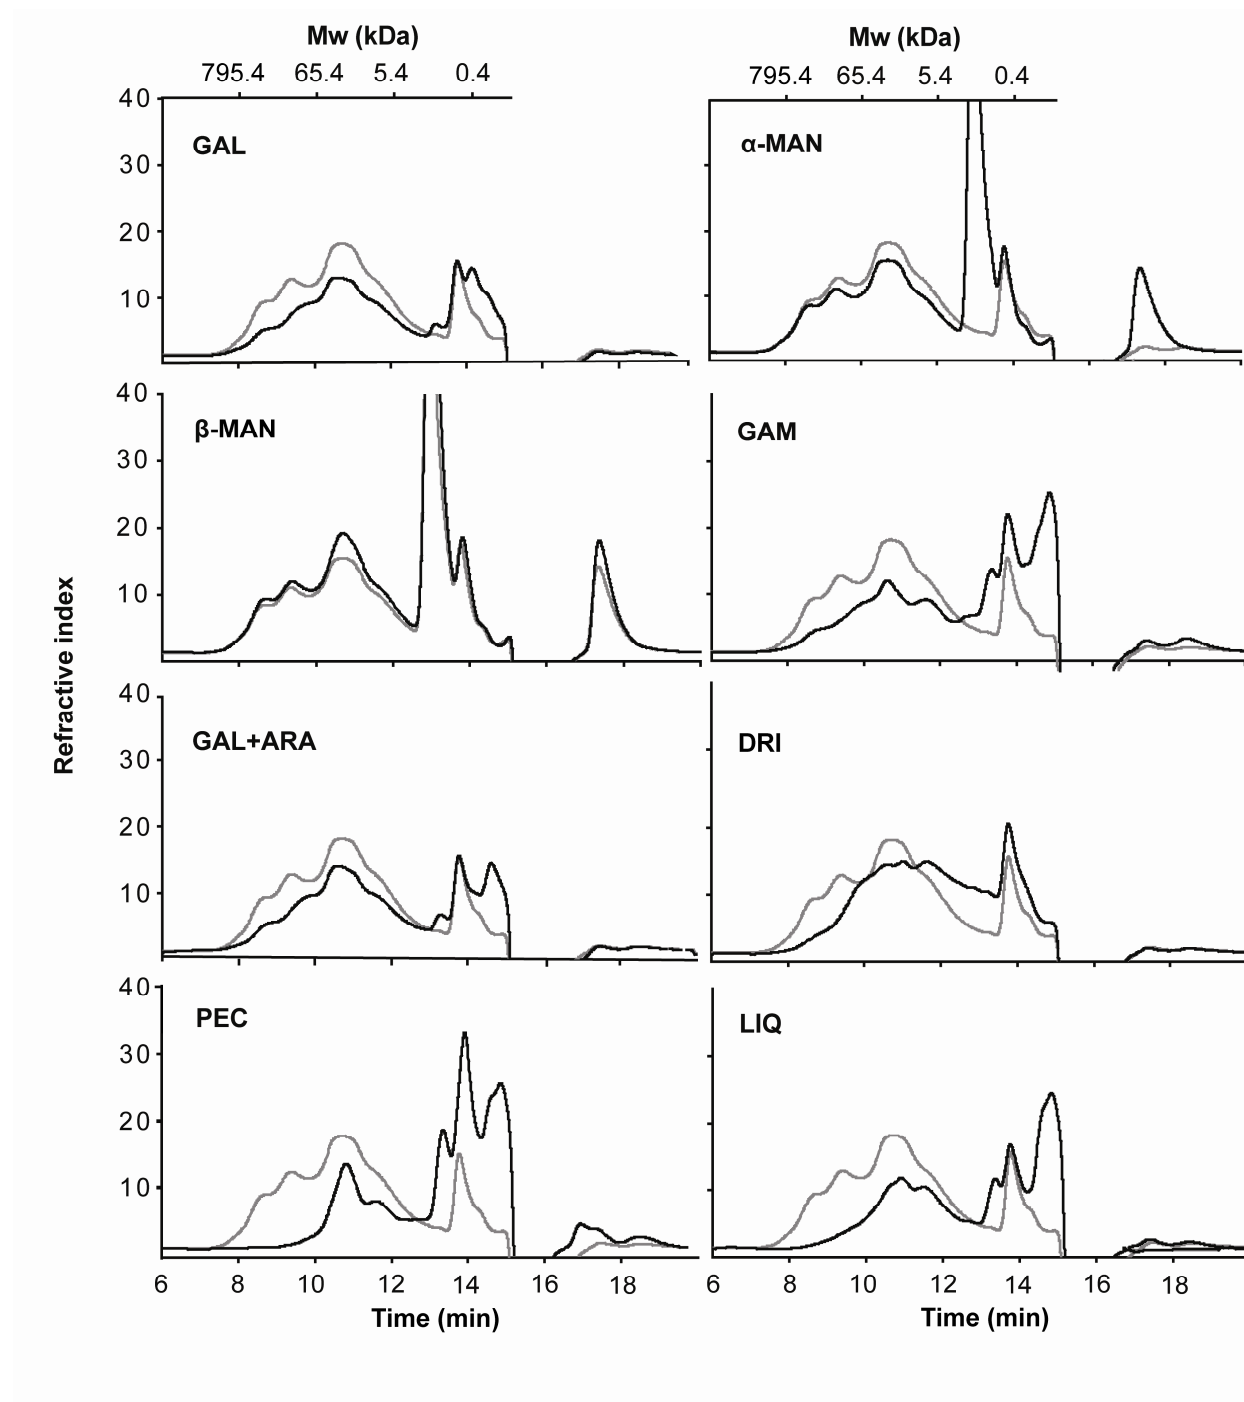 Mw (kDa) Mw (kDa)
795.4 65.4 5.4 0.4 795.4 65.4 5.4 0.4
40
GAL α-MAN
30
20
10
40
β-MAN GAM
30
20
10
Refractive index
40
GAL+ARA DRI
30
20
10
40
PEC LIQ
30
20
10
6 8 10 12 14 16 18 6 8 10 12 14 16 18
Time (min) Time (min)